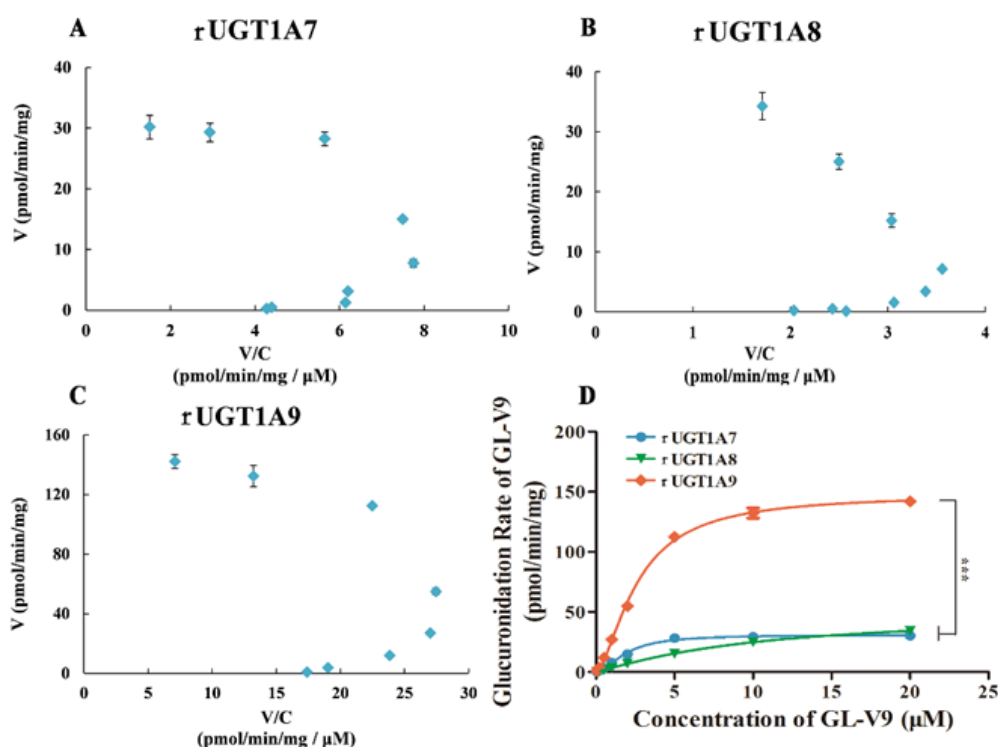 A
rUGT1A7
V (pmol/min/mg)
40
30
20
10
0
0 2 4 6 8 10
V/C
(pmol/min/mg / µM)
B
rUGT1A8
V (pmol/min/mg)
40
30
20
10
0
0 1 2 3 4
V/C
(pmol/min/mg / µM)
C
rUGT1A9
V (pmol/min/mg)
160
120
80
40
0
0 5 10 15 20 25 30
V/C
(pmol/min/mg / µM)
D
Glucuronidation Rate of GL-V9
(pmol/min/mg)
200
150
100
50
0
rUGT1A7
rUGT1A8
rUGT1A9
***
0 5 10 15 20 25
Concentration of GL-V9 (µM)